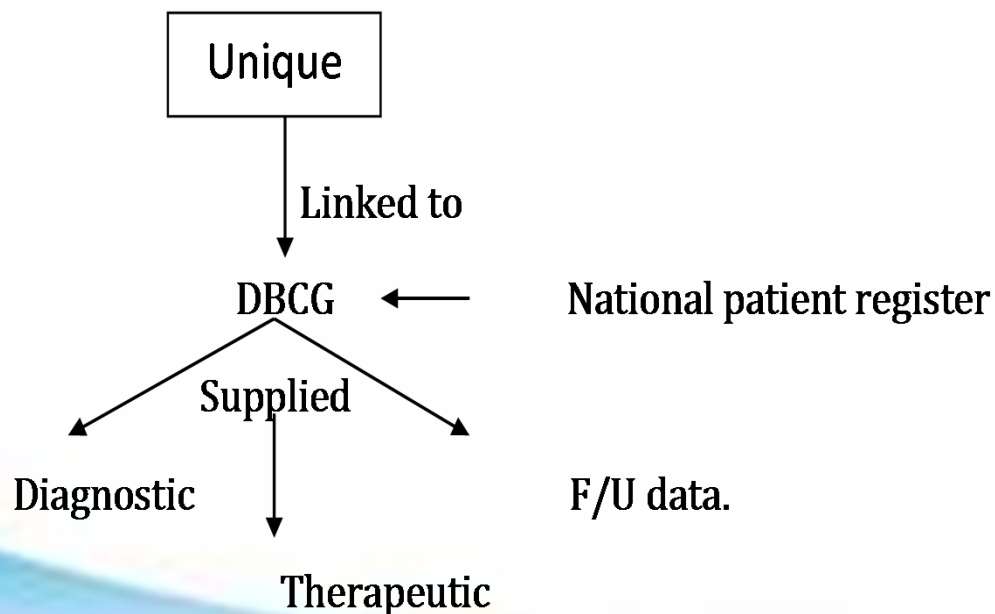 Unique
Linked to
DBCG
National patient register
Supplied
Diagnostic
F/U data.
Therapeutic